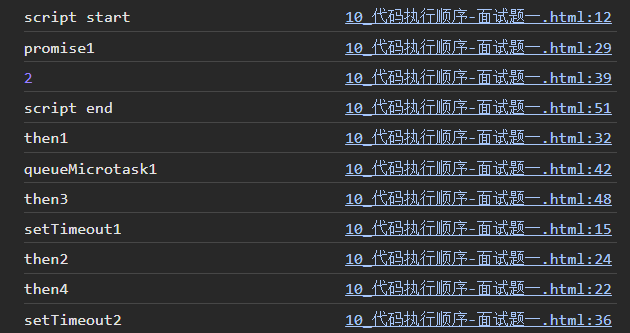 script start 10_代码执行顺序-面试题一.html:12
promise1 10_代码执行顺序-面试题一.html:29
2 10_代码执行顺序-面试题一.html:39
script end 10_代码执行顺序-面试题一.html:51
then1 10_代码执行顺序-面试题一.html:32
queueMicrotask1 10_代码执行顺序-面试题一.html:42
then3 10_代码执行顺序-面试题一.html:48
setTimeout1 10_代码执行顺序-面试题一.html:15
then2 10_代码执行顺序-面试题一.html:24
then4 10_代码执行顺序-面试题一.html:22
setTimeout2 10_代码执行顺序-面试题一.html:36